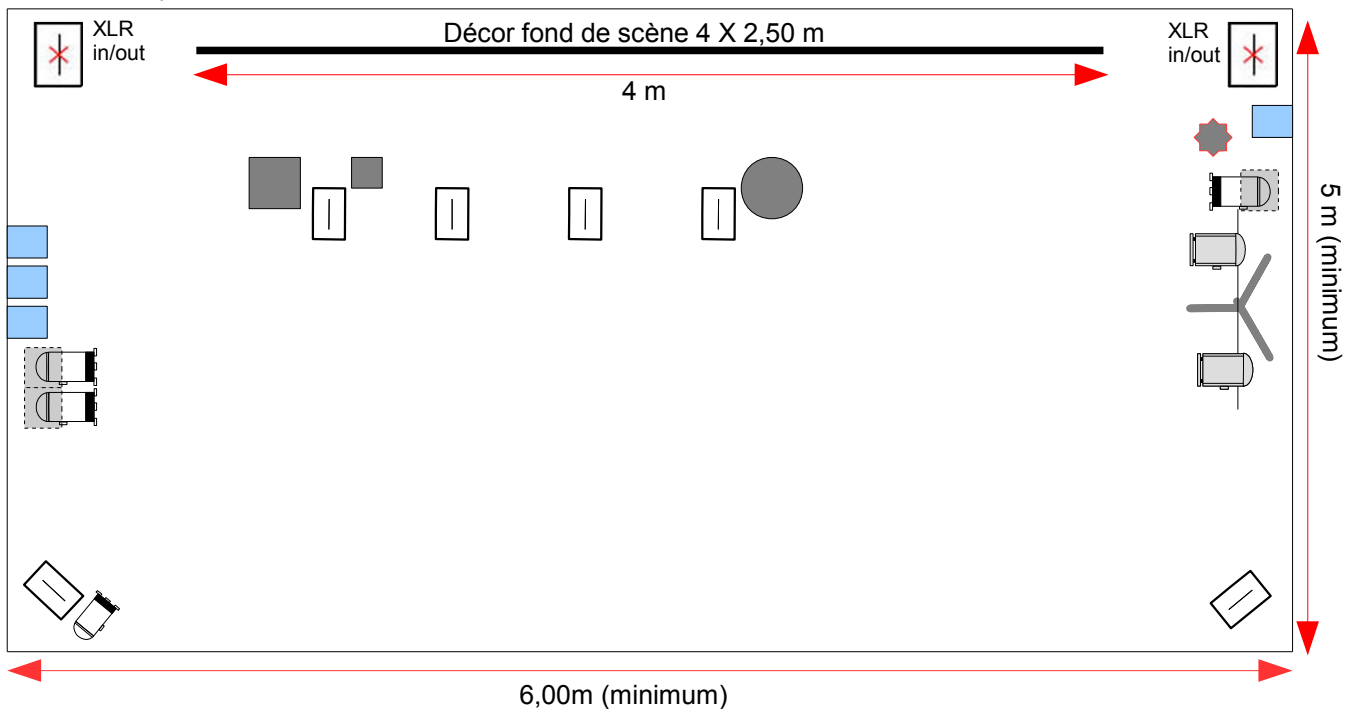 XLR
in/out
Décor fond de scène 4 X 2,50 m
XLR
in/out
4 m
5 m (minimum)
6,00m (minimum)